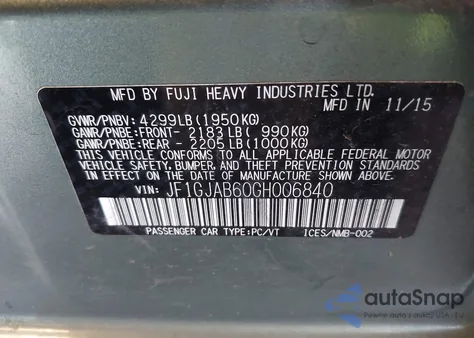 MFD BY FUJI HEAVY INDUSTRIES LTD.
MFD IN 11/15
GVWR/PNBV: 4299LB(1950KG)
GAWR/PNBE:FRONT- 2183LB( 990KG)
GAWR/PNBE:REAR - 2205LB(1000KG)
THIS VEHICLE CONFORMS TO ALL APPLICABLE FEDERAL MOTOR
VEHICLE SAFETY,BUMPER,AND THEFT PREVENTION STANDARDS
IN EFFECT ON THE DATE OF MANUFACTURE SHOWN ABOVE.
VIN: JF1GJAB60GH006840
PASSENGER CAR TYPE:PC/VT ICES/NMB-002
autoSnap